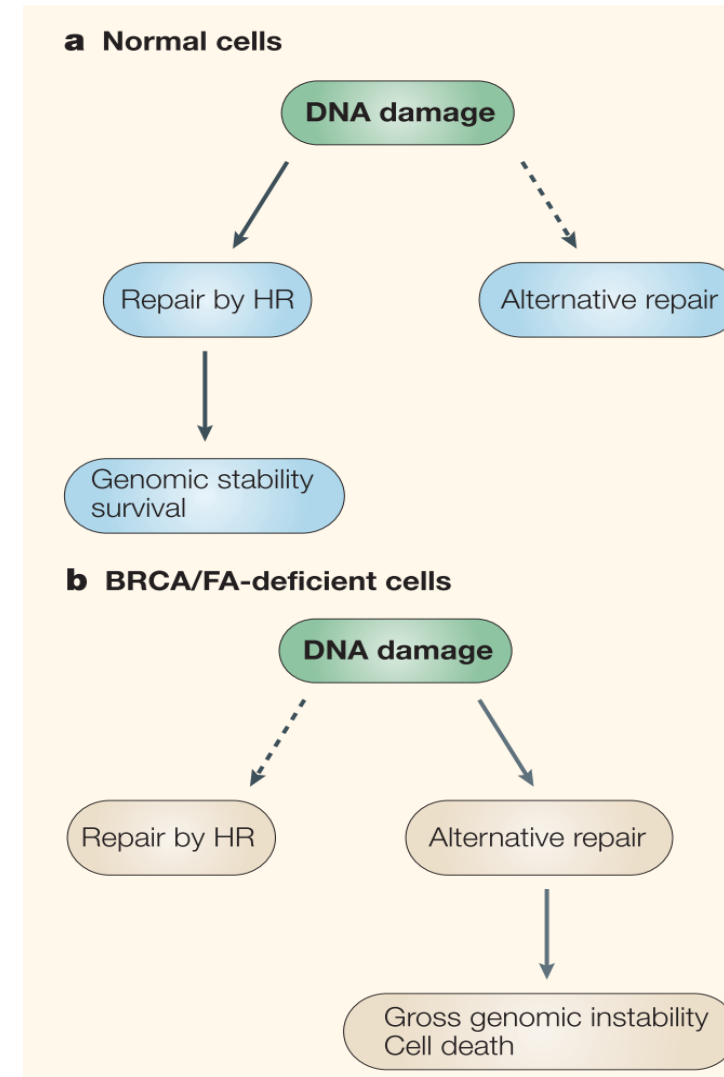 a Normal cells
DNA damage
Repair by HR
Alternative repair
Genomic stability
survival
b BRCA/FA-deficient cells
DNA damage
Repair by HR
Alternative repair
Gross genomic instability
Cell death